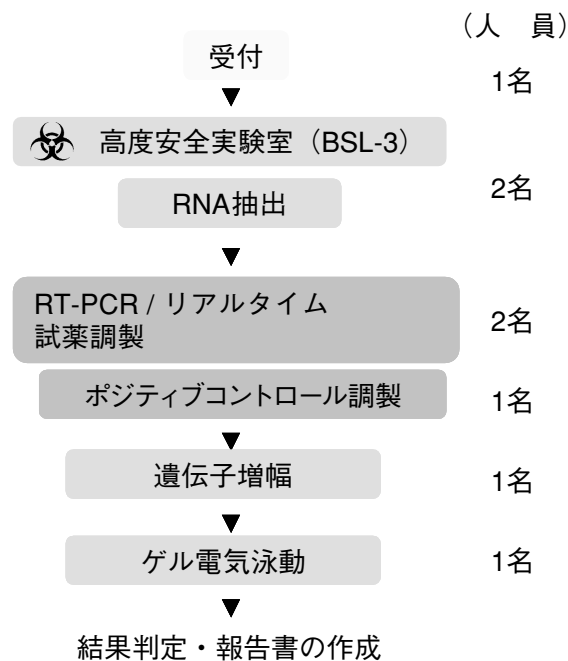 （人　員）
受付
1名
高度安全実験室（BSL-3）
RNA抽出
2名
RT-PCR / リアルタイム
試薬調製
2名
ポジティブコントロール調製
1名
遺伝子増幅
1名
ゲル電気泳動
1名
結果判定・報告書の作成